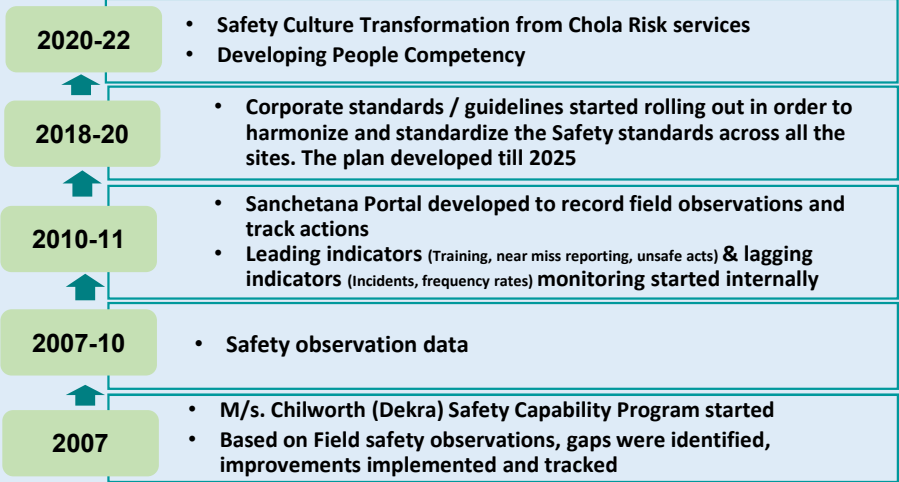 2020-22
• Safety Culture Transformation from Chola Risk services
• Developing People Competency
2018-20
• Corporate standards / guidelines started rolling out in order to
harmonize and standardize the Safety standards across all the
sites. The plan developed till 2025
2010-11
• Sanchetana Portal developed to record field observations and
track actions
• Leading indicators (Training, near miss reporting, unsafe acts) & lagging
indicators (Incidents, frequency rates) monitoring started internally
2007-10
• Safety observation data
2007
• M/s. Chilworth (Dekra) Safety Capability Program started
• Based on Field safety observations, gaps were identified,
improvements implemented and tracked